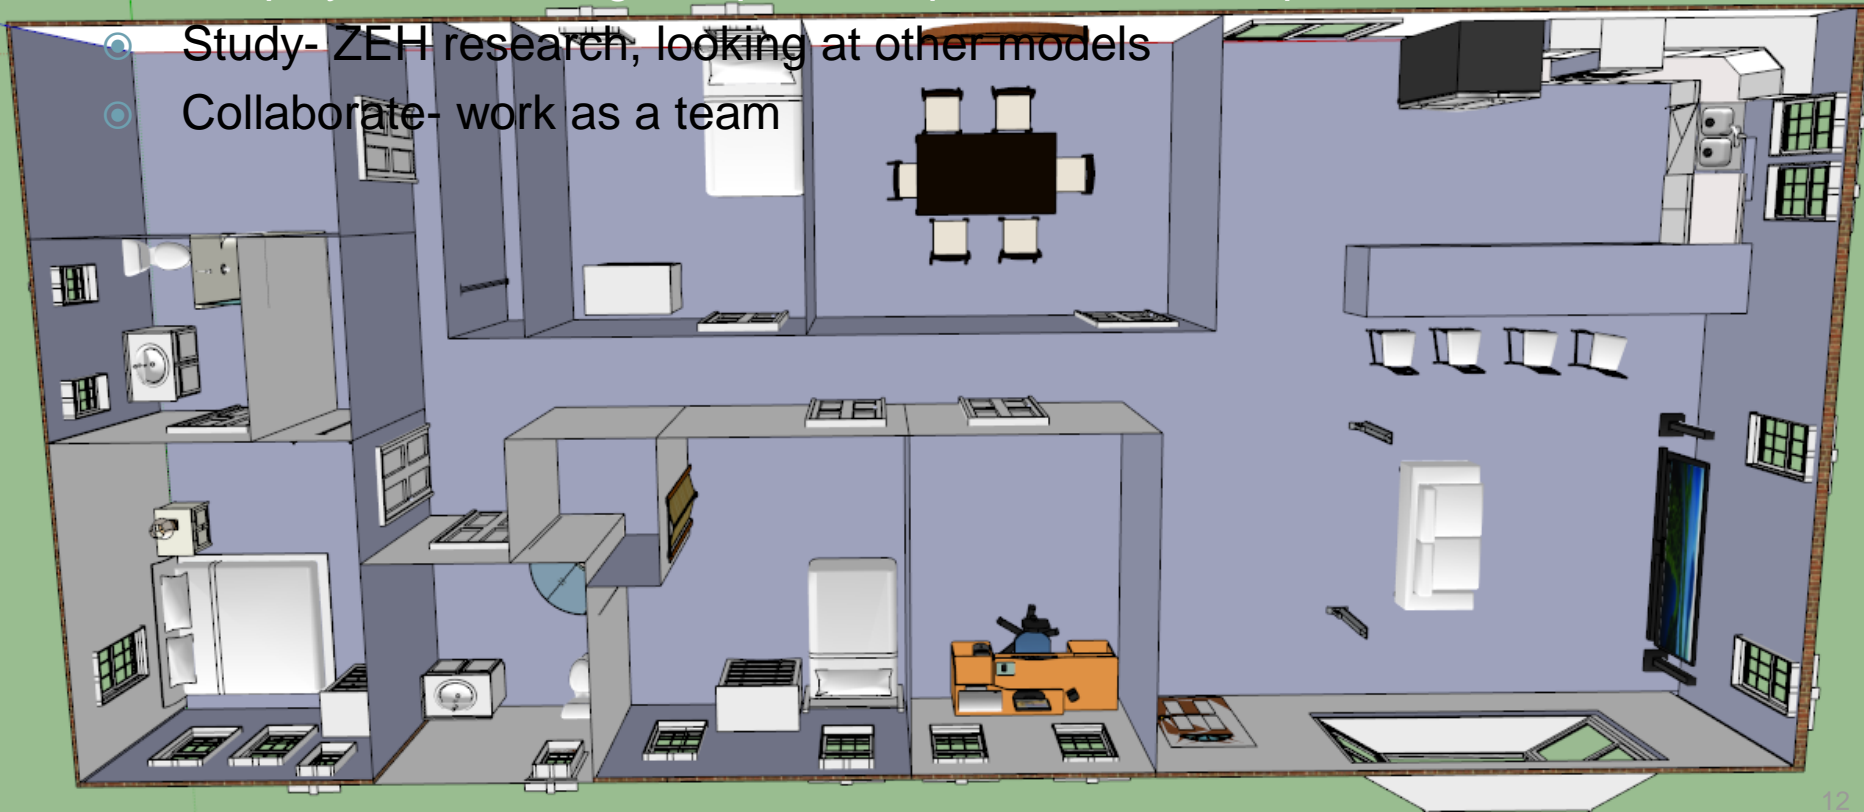 Study- ZEH research, looking at other models
Collaborate- work as a team
12